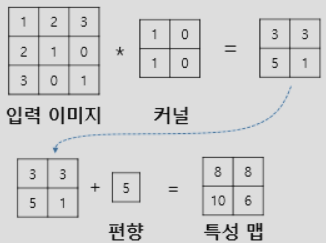 1 2 3
2 1 0
3 0 1
*
1 0
1 0
=
3 3
5 1
입력 이미지
커널
3 3
5 1
+
5
=
8 8
10 6
편향
특성 맵